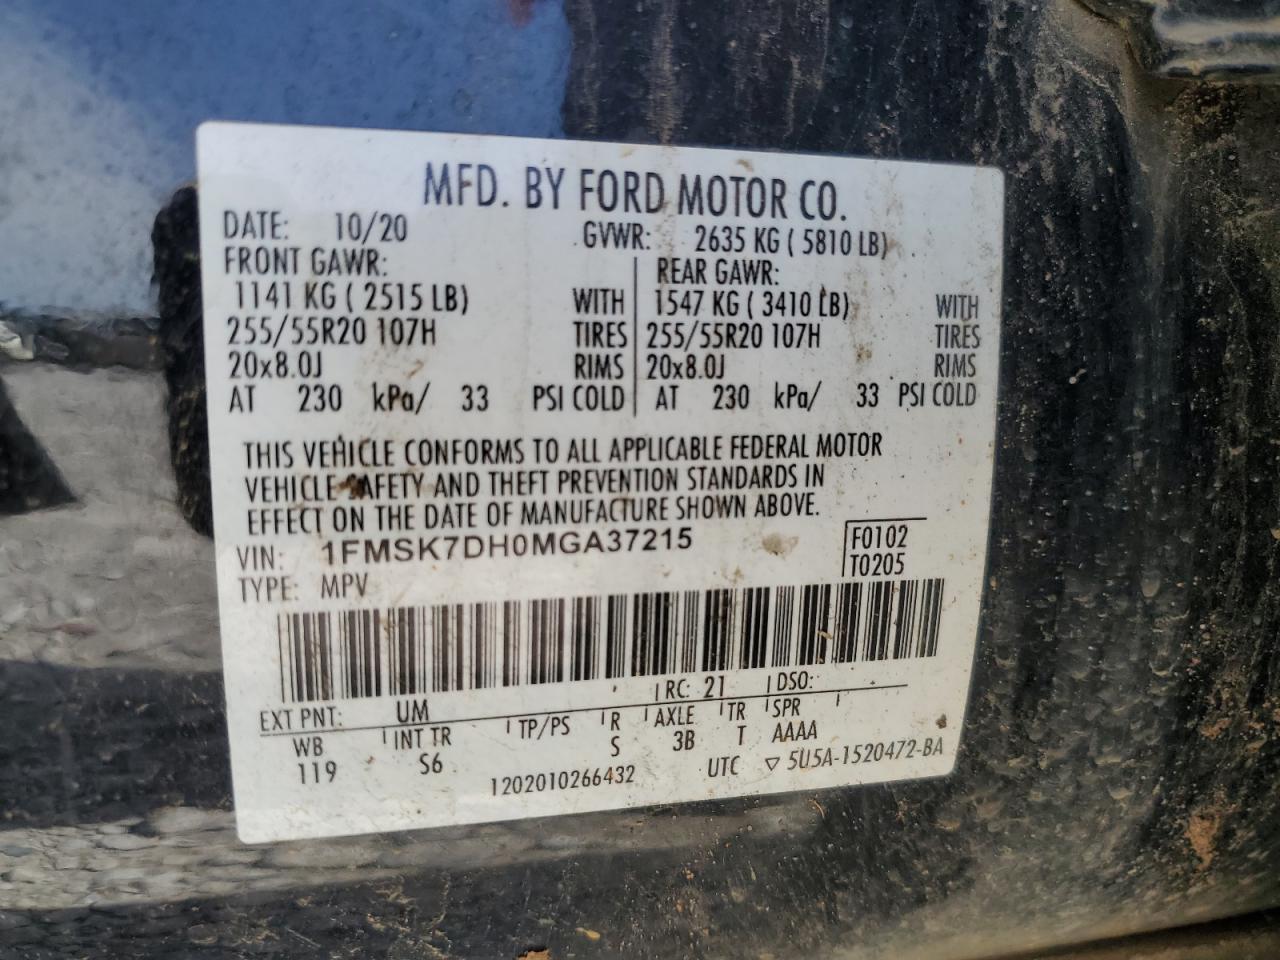 MFD. BY FORD MOTOR CO.
DATE: 10/20 GVWR: 2635 KG ( 5810 LB)
FRONT GAWR: REAR GAWR:
1141 KG ( 2515 LB) WITH 1547 KG ( 3410 LB) WITH
255/55R20 107H TIRES 255/55R20 107H TIRES
20x8.0J RIMS 20x8.0J RIMS
AT 230 kPa/ 33 PSI COLD AT 230 kPa/ 33 PSI COLD
THIS VEHICLE CONFORMS TO ALL APPLICABLE FEDERAL MOTOR
VEHICLE SAFETY AND THEFT PREVENTION STANDARDS IN
EFFECT ON THE DATE OF MANUFACTURE SHOWN ABOVE.
VIN: 1FMSK7DH0MGA37215 F0102
TYPE: MPV T0205
EXT PNT: UM RC: 21 DSO:
WB INT TR TP/PS R AXLE TR SPR
119 S6 S 3B T AAAA
1202010266432 UTC ▽ 5U5A-1520472-BA